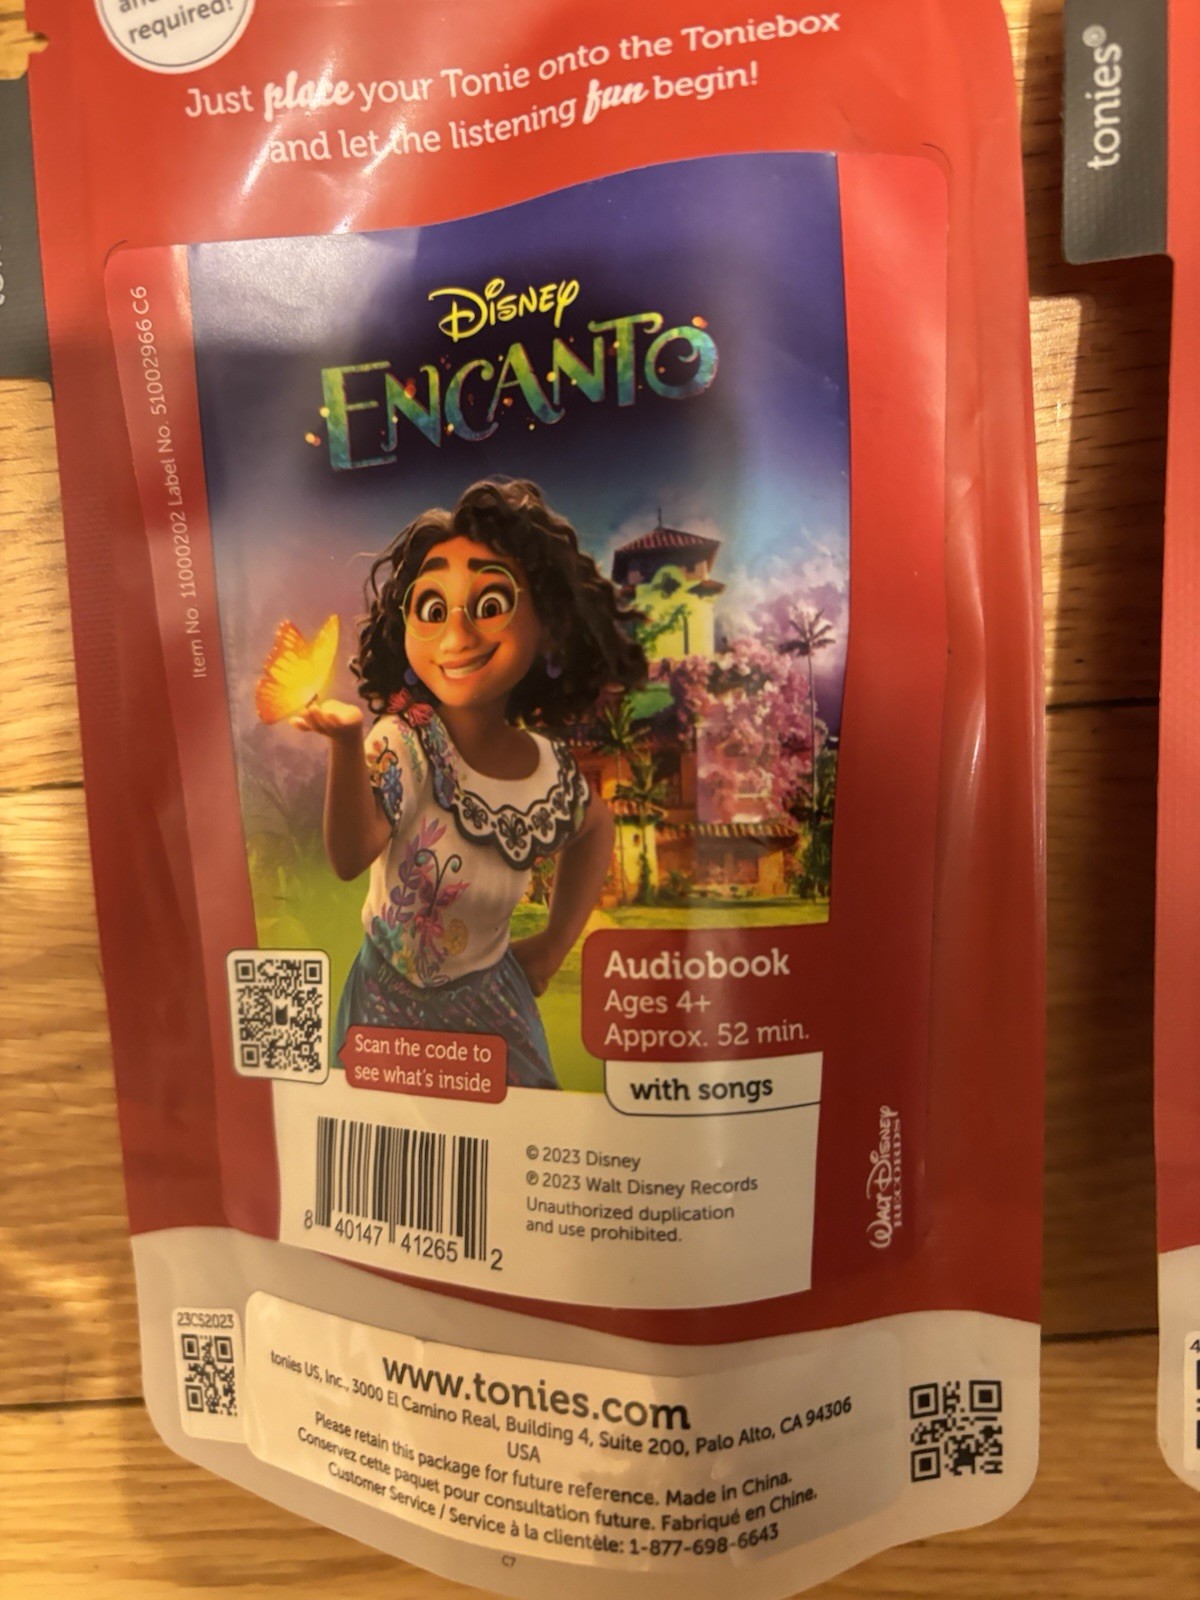 required!
Just place your Tonie onto the Toniebox
and let the listening fun begin!
tonies®
Item No. 11000202 Label No. 51002966 C6
Disney
ENCANTO
Audiobook
Ages 4+
Approx. 52 min.
with songs
Scan the code to
see what's inside
© 2023 Disney
℗ 2023 Walt Disney Records
Unauthorized duplication
and use prohibited.
8 40147 41265 2
WALT DISNEY
RECORDS
23CS2023
www.tonies.com
tonies US, Inc., 3000 El Camino Real, Building 4, Suite 200, Palo Alto, CA 94306
USA
Please retain this package for future reference. Made in China.
Conservez cette paquet pour consultation future. Fabriqué en Chine.
Customer Service / Service à la clientèle: 1-877-698-6643
C7
4